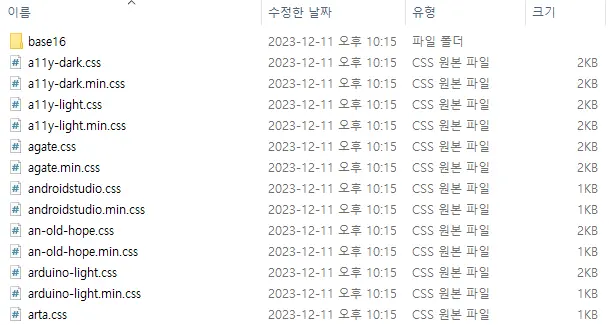 이름 수정한 날짜 유형 크기
base16 2023-12-11 오후 10:15 파일 폴더
a11y-dark.css 2023-12-11 오후 10:15 CSS 원본 파일 2KB
a11y-dark.min.css 2023-12-11 오후 10:15 CSS 원본 파일 2KB
a11y-light.css 2023-12-11 오후 10:15 CSS 원본 파일 2KB
a11y-light.min.css 2023-12-11 오후 10:15 CSS 원본 파일 2KB
agate.css 2023-12-11 오후 10:15 CSS 원본 파일 2KB
agate.min.css 2023-12-11 오후 10:15 CSS 원본 파일 2KB
androidstudio.css 2023-12-11 오후 10:15 CSS 원본 파일 1KB
androidstudio.min.css 2023-12-11 오후 10:15 CSS 원본 파일 1KB
an-old-hope.css 2023-12-11 오후 10:15 CSS 원본 파일 2KB
an-old-hope.min.css 2023-12-11 오후 10:15 CSS 원본 파일 1KB
arduino-light.css 2023-12-11 오후 10:15 CSS 원본 파일 2KB
arduino-light.min.css 2023-12-11 오후 10:15 CSS 원본 파일 1KB
arta.css 2023-12-11 오후 10:15 CSS 원본 파일 1KB